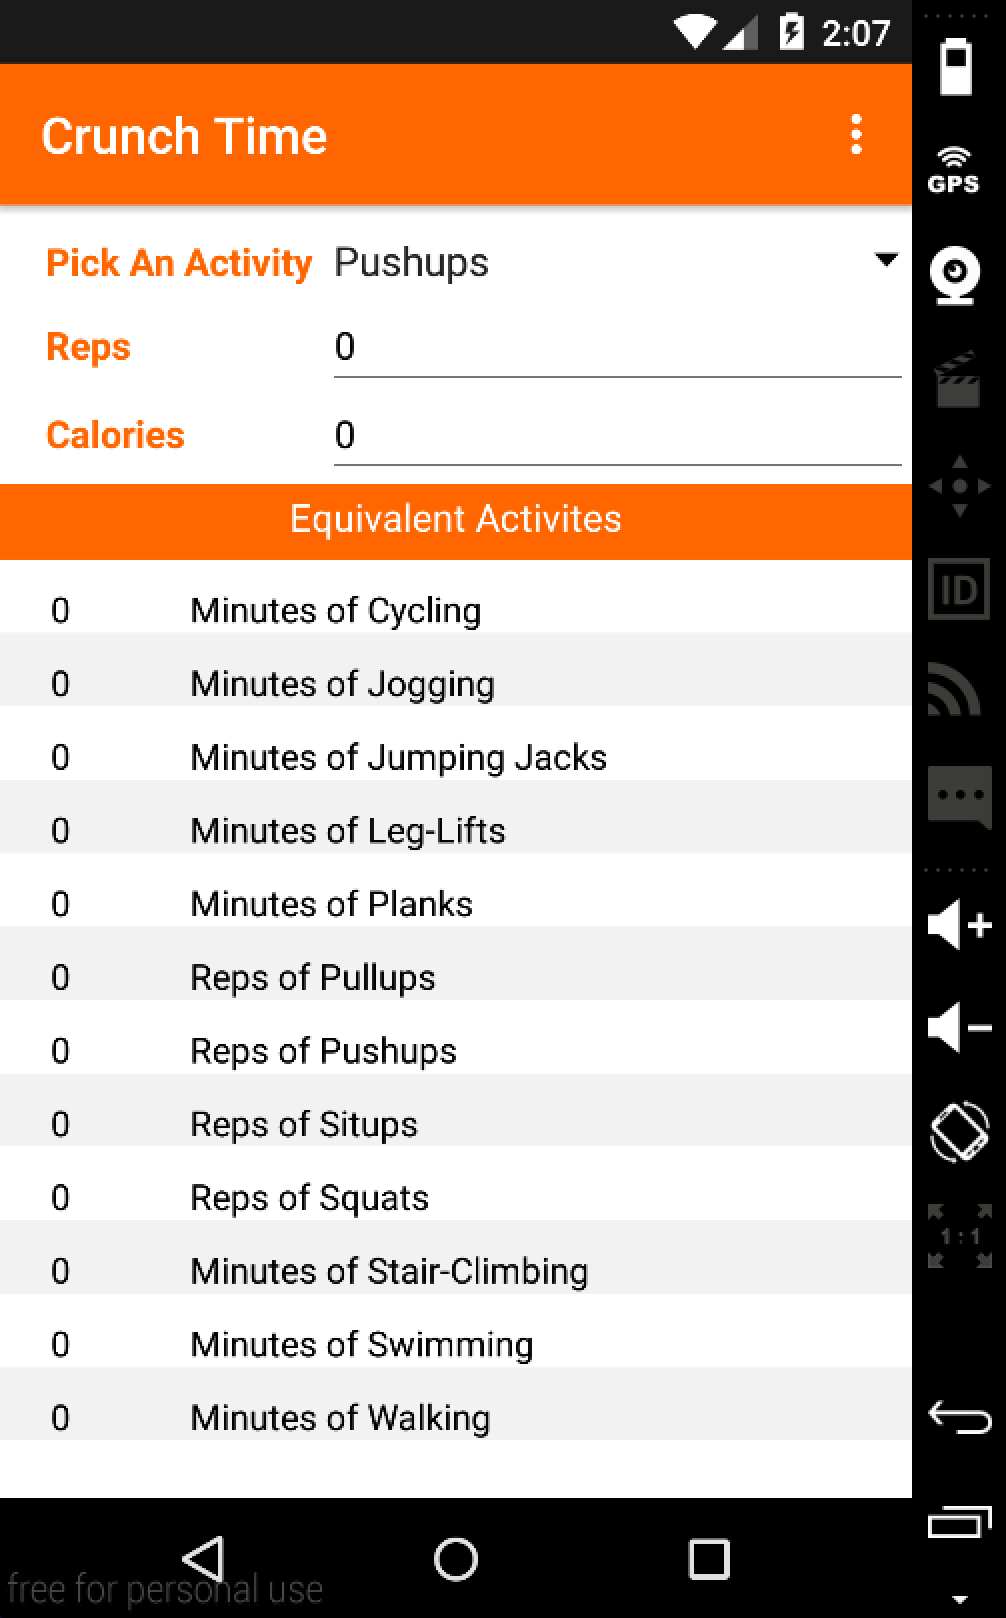 2:07
Crunch Time
GPS
Pick An Activity Pushups
Reps 0
Calories 0
ID
Equivalent Activites
0 Minutes of Cycling
0 Minutes of Jogging
0 Minutes of Jumping Jacks
0 Minutes of Leg-Lifts
0 Minutes of Planks
0 Reps of Pullups
0 Reps of Pushups
0 Reps of Situps
0 Reps of Squats
1:1
0 Minutes of Stair-Climbing
0 Minutes of Swimming
0 Minutes of Walking
free for personal use